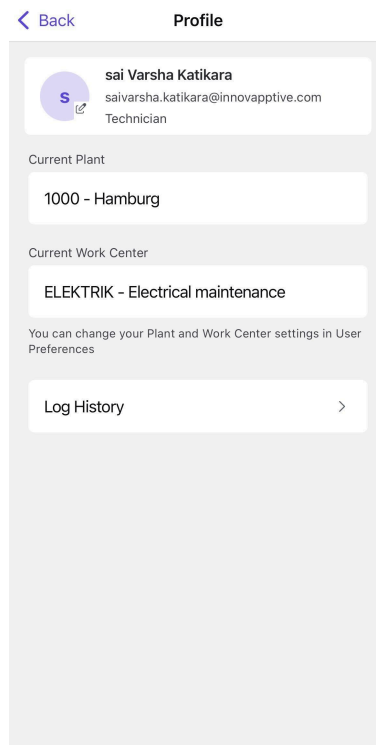 Back
Profile
s
sai Varsha Katikara
saivarsha.katikara@innovapptive.com
Technician
Current Plant
1000 - Hamburg
Current Work Center
ELEKTRIK - Electrical maintenance
You can change your Plant and Work Center settings in User
Preferences
Log History